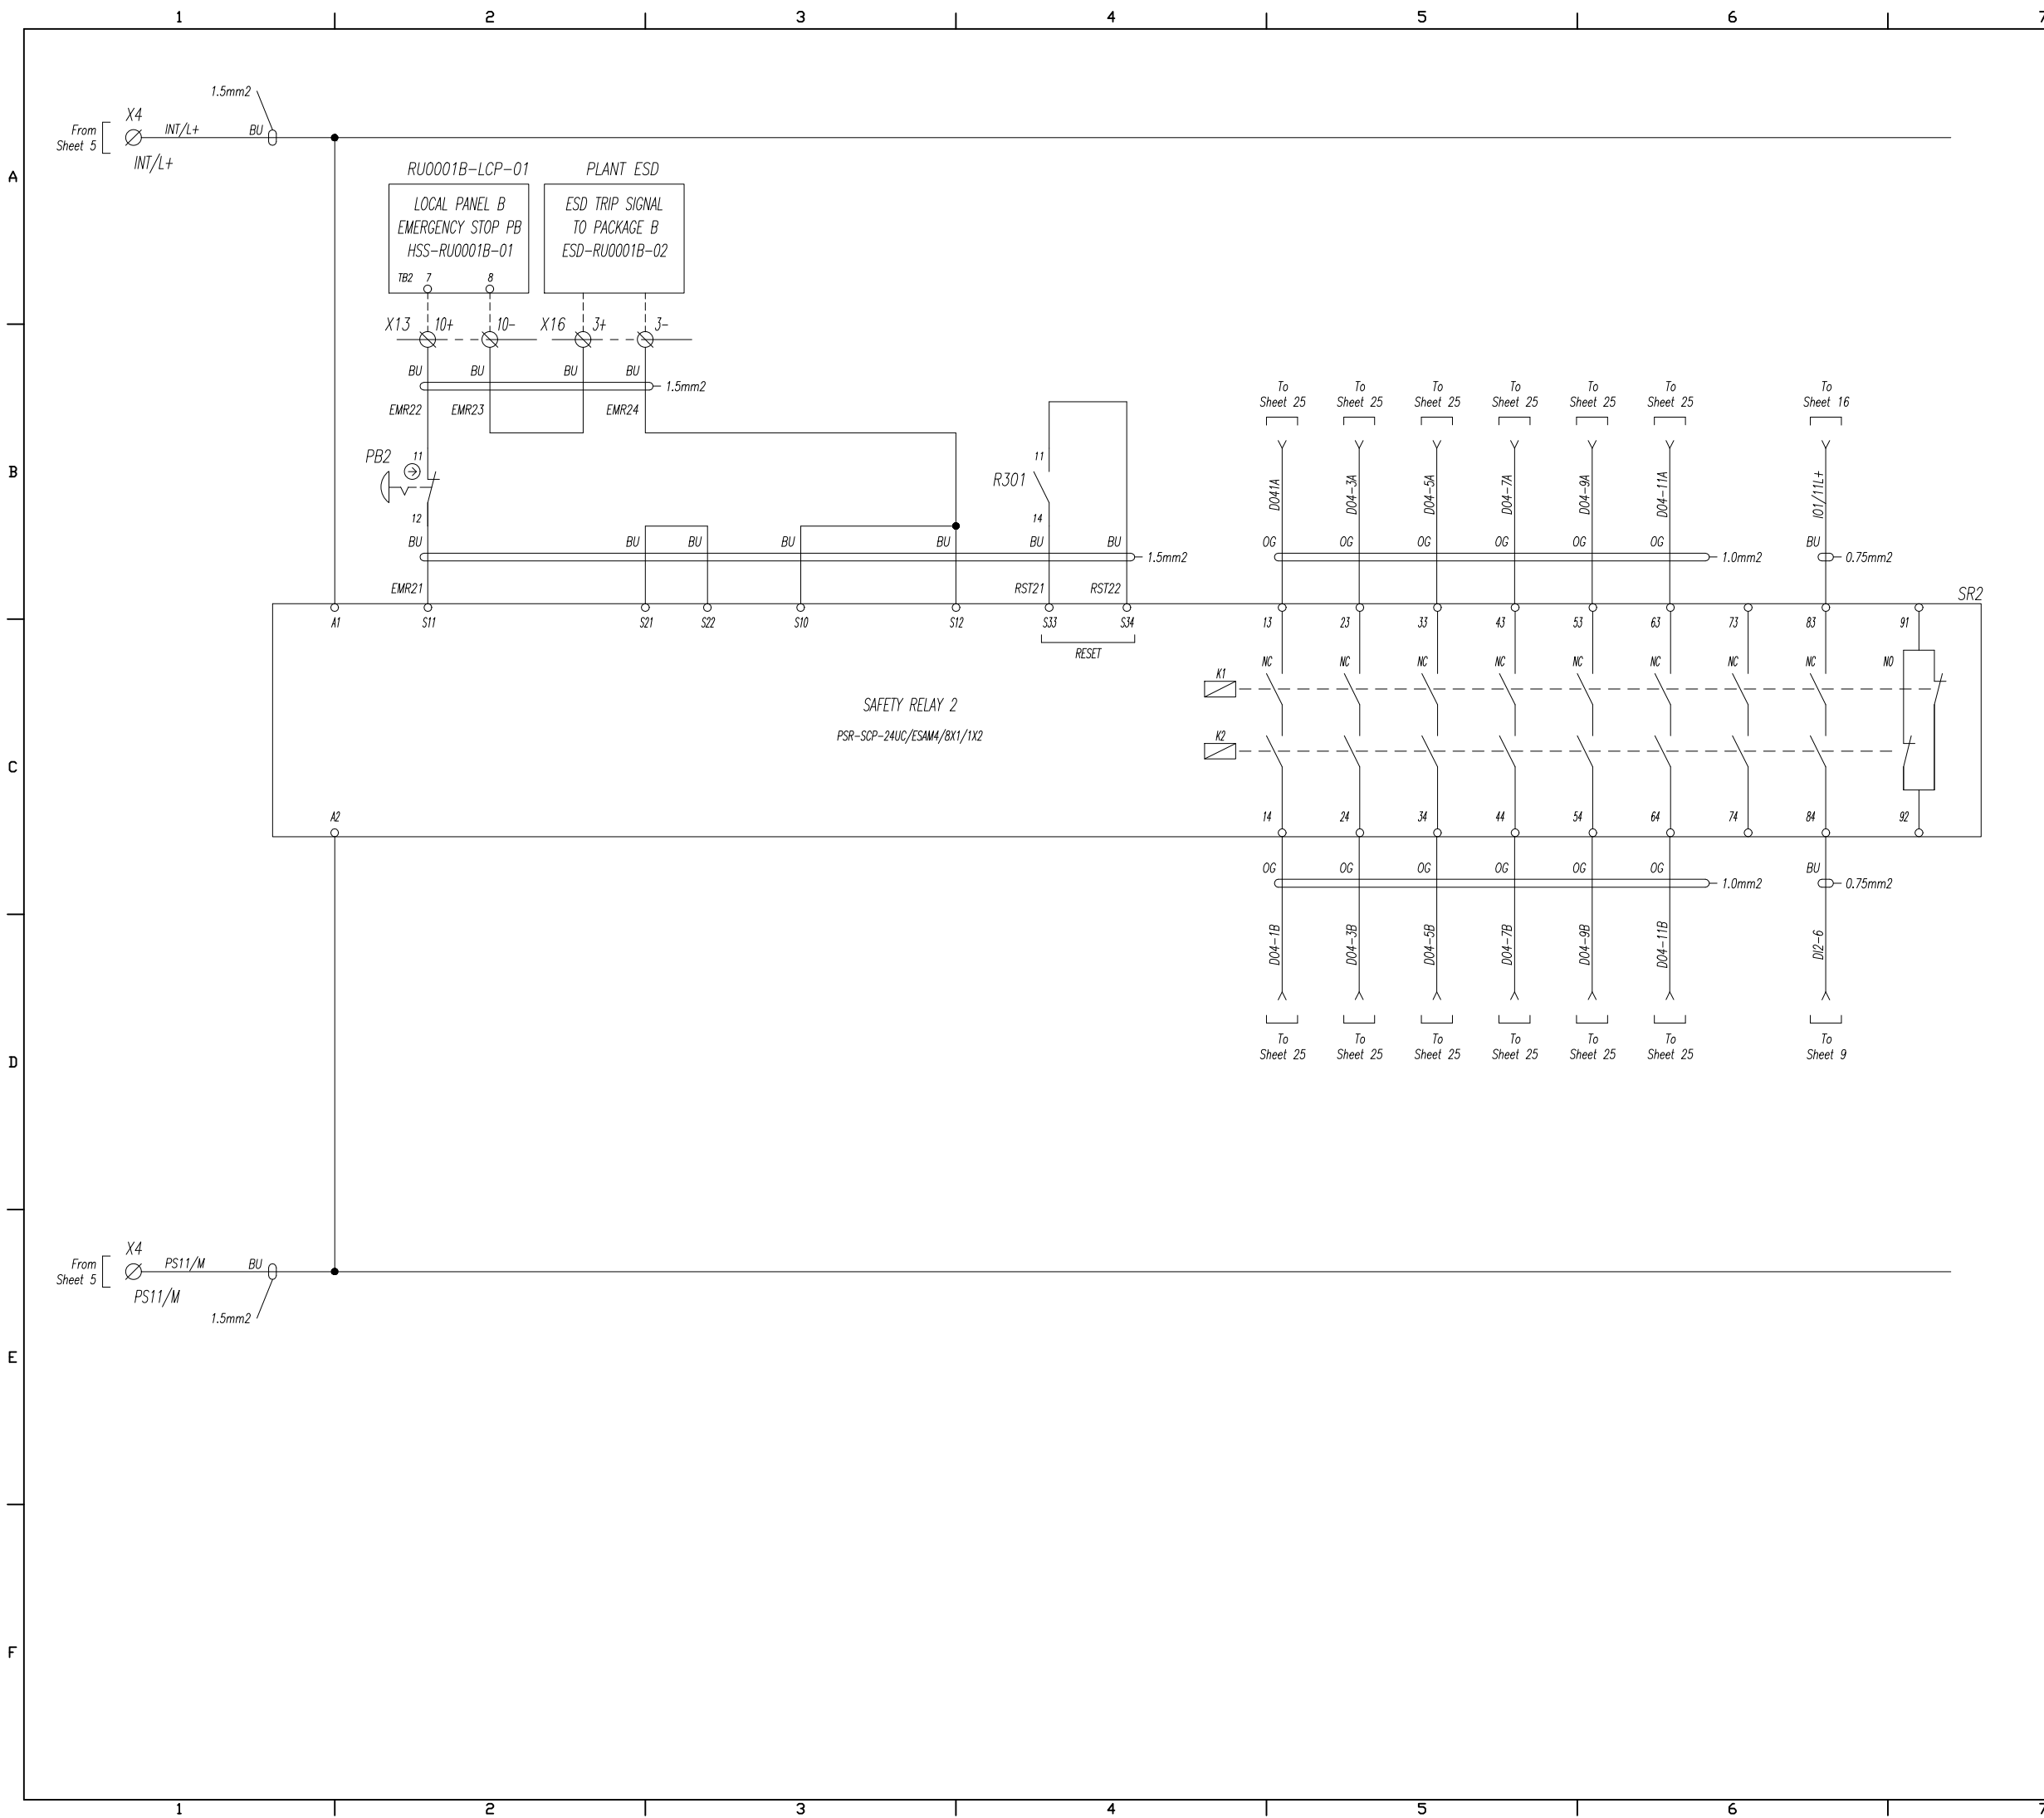 1 2 3 4 5 6 7
A
B
C
D
E
F
1.5mm2
X4
From
Sheet 5
INT/L+
BU
INT/L+
RU0001B-LCP-01
LOCAL PANEL B
EMERGENCY STOP PB
HSS-RU0001B-01
TB2 7 8
PLANT ESD
ESD TRIP SIGNAL
TO PACKAGE B
ESD-RU0001B-02
X13 10+ 10- X16 3+ 3-
BU BU BU BU
1.5mm2
EMR22 EMR23 EMR24
PB2 11
12
R301 11
14
To To To To To To To
Sheet 25 Sheet 25 Sheet 25 Sheet 25 Sheet 25 Sheet 25 Sheet 16
DO41A DO4-3A DO4-5A DO4-7A DO4-9A DO4-11A IO1/11L+
BU BU BU BU BU BU BU
1.5mm2
OG OG OG OG OG OG
1.0mm2
BU
0.75mm2
EMR21 RST21 RST22
SR2
A1 S11 S21 S22 S10 S12 S33 S34
RESET
13 23 33 43 53 63 73 83 91
NC NC NC NC NC NC NC NC NO
K1
K2
SAFETY RELAY 2
PSR-SCP-24UC/ESAM4/8X1/1X2
A2
14 24 34 44 54 64 74 84 92
OG OG OG OG OG OG
1.0mm2
BU
0.75mm2
DO4-1B DO4-3B DO4-5B DO4-7B DO4-9B DO4-11B DI2-6
To To To To To To To
Sheet 25 Sheet 25 Sheet 25 Sheet 25 Sheet 25 Sheet 25 Sheet 9
X4
From
Sheet 5
PS11/M
BU
PS11/M
1.5mm2
1 2 3 4 5 6 7